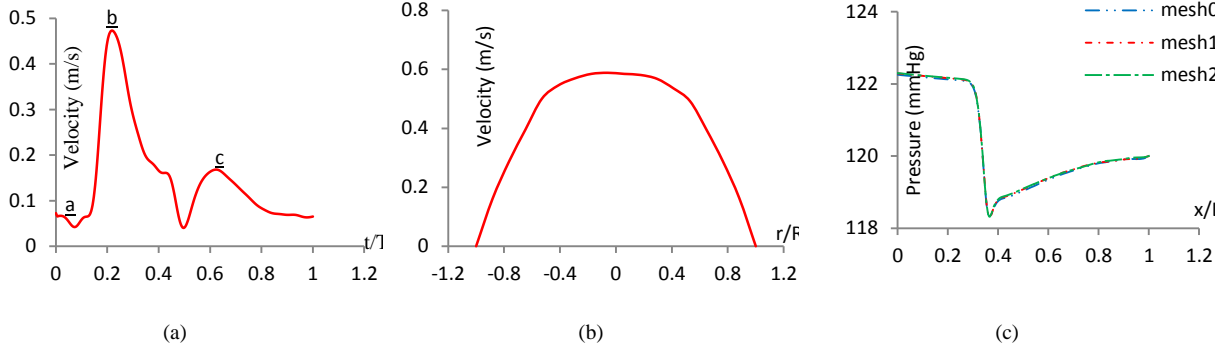 Velocity (m/s)
0.5
0.4
0.3
0.2
0.1
0
a
b
c
t/T
0 0.2 0.4 0.6 0.8 1 1.2
(a)
Velocity (m/s)
0.8
0.6
0.4
0.2
0
r/R
-1.2 -0.8 -0.4 0 0.4 0.8 1.2
(b)
mesh0
mesh1
mesh2
Pressure (mmHg)
124
122
120
118
0 0.2 0.4 0.6 0.8 1 1.2
(c)